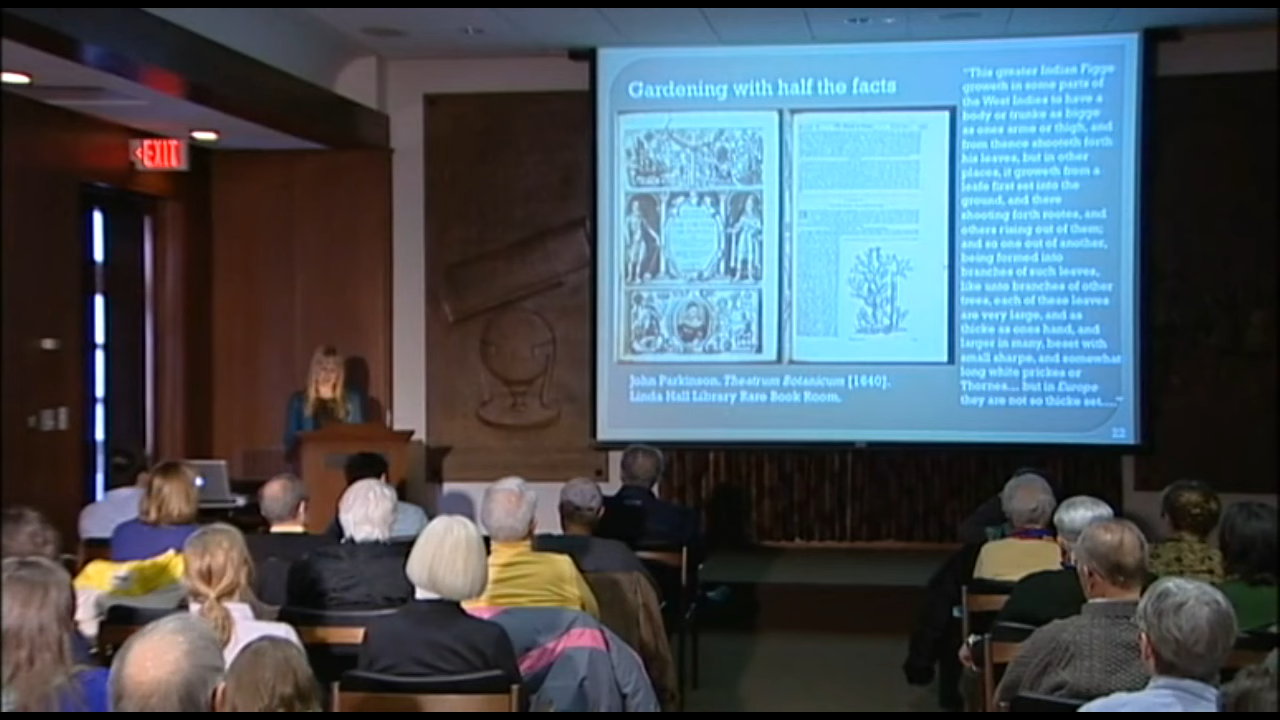 EXIT
Gardening with half the facts
"This greater Indian Figge
groweth in some parts of
the West Indies to have a
body or trunke as bigge
as ones arme or thigh, and
from thence shooteth forth
his leaves, but in other
places, it groweth from a
leafe first set into the
ground, and there
shooting forth rootes, and
others rising out of them;
and so one out of another,
being formed into
branches of such leaves,
like unto branches of other
trees, each of these leaves
are very large, and as
thicke as ones hand, and
larger in many, beset with
small sharpe, and somewhat
long white prickes or
Thornes... but in Europe
they are not so thicke set...."
John Parkinson, Theatrum Botanicum [1640].
Linda Hall Library Rare Book Room.
22